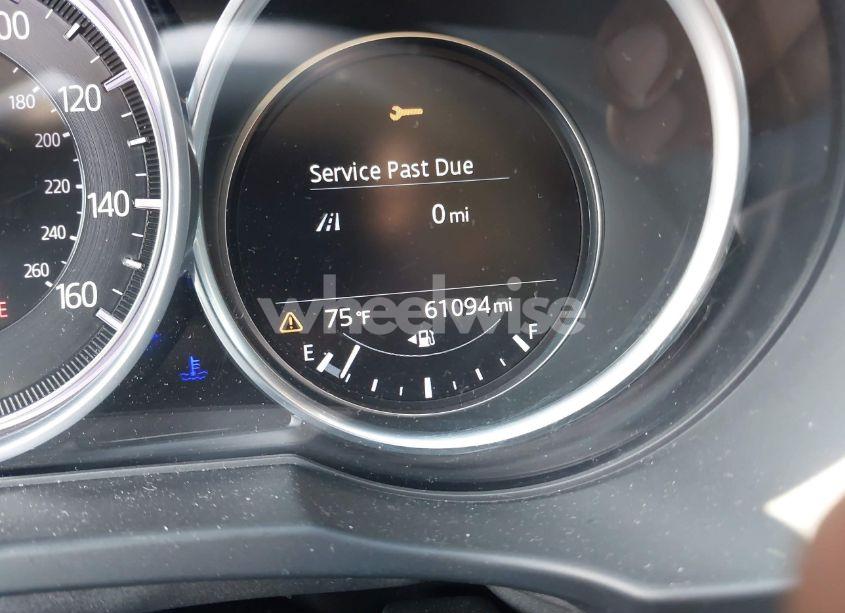 120
140
160
180
200
220
240
260
Service Past Due
0 mi
75°F
61094 mi
E
F
wheelwise